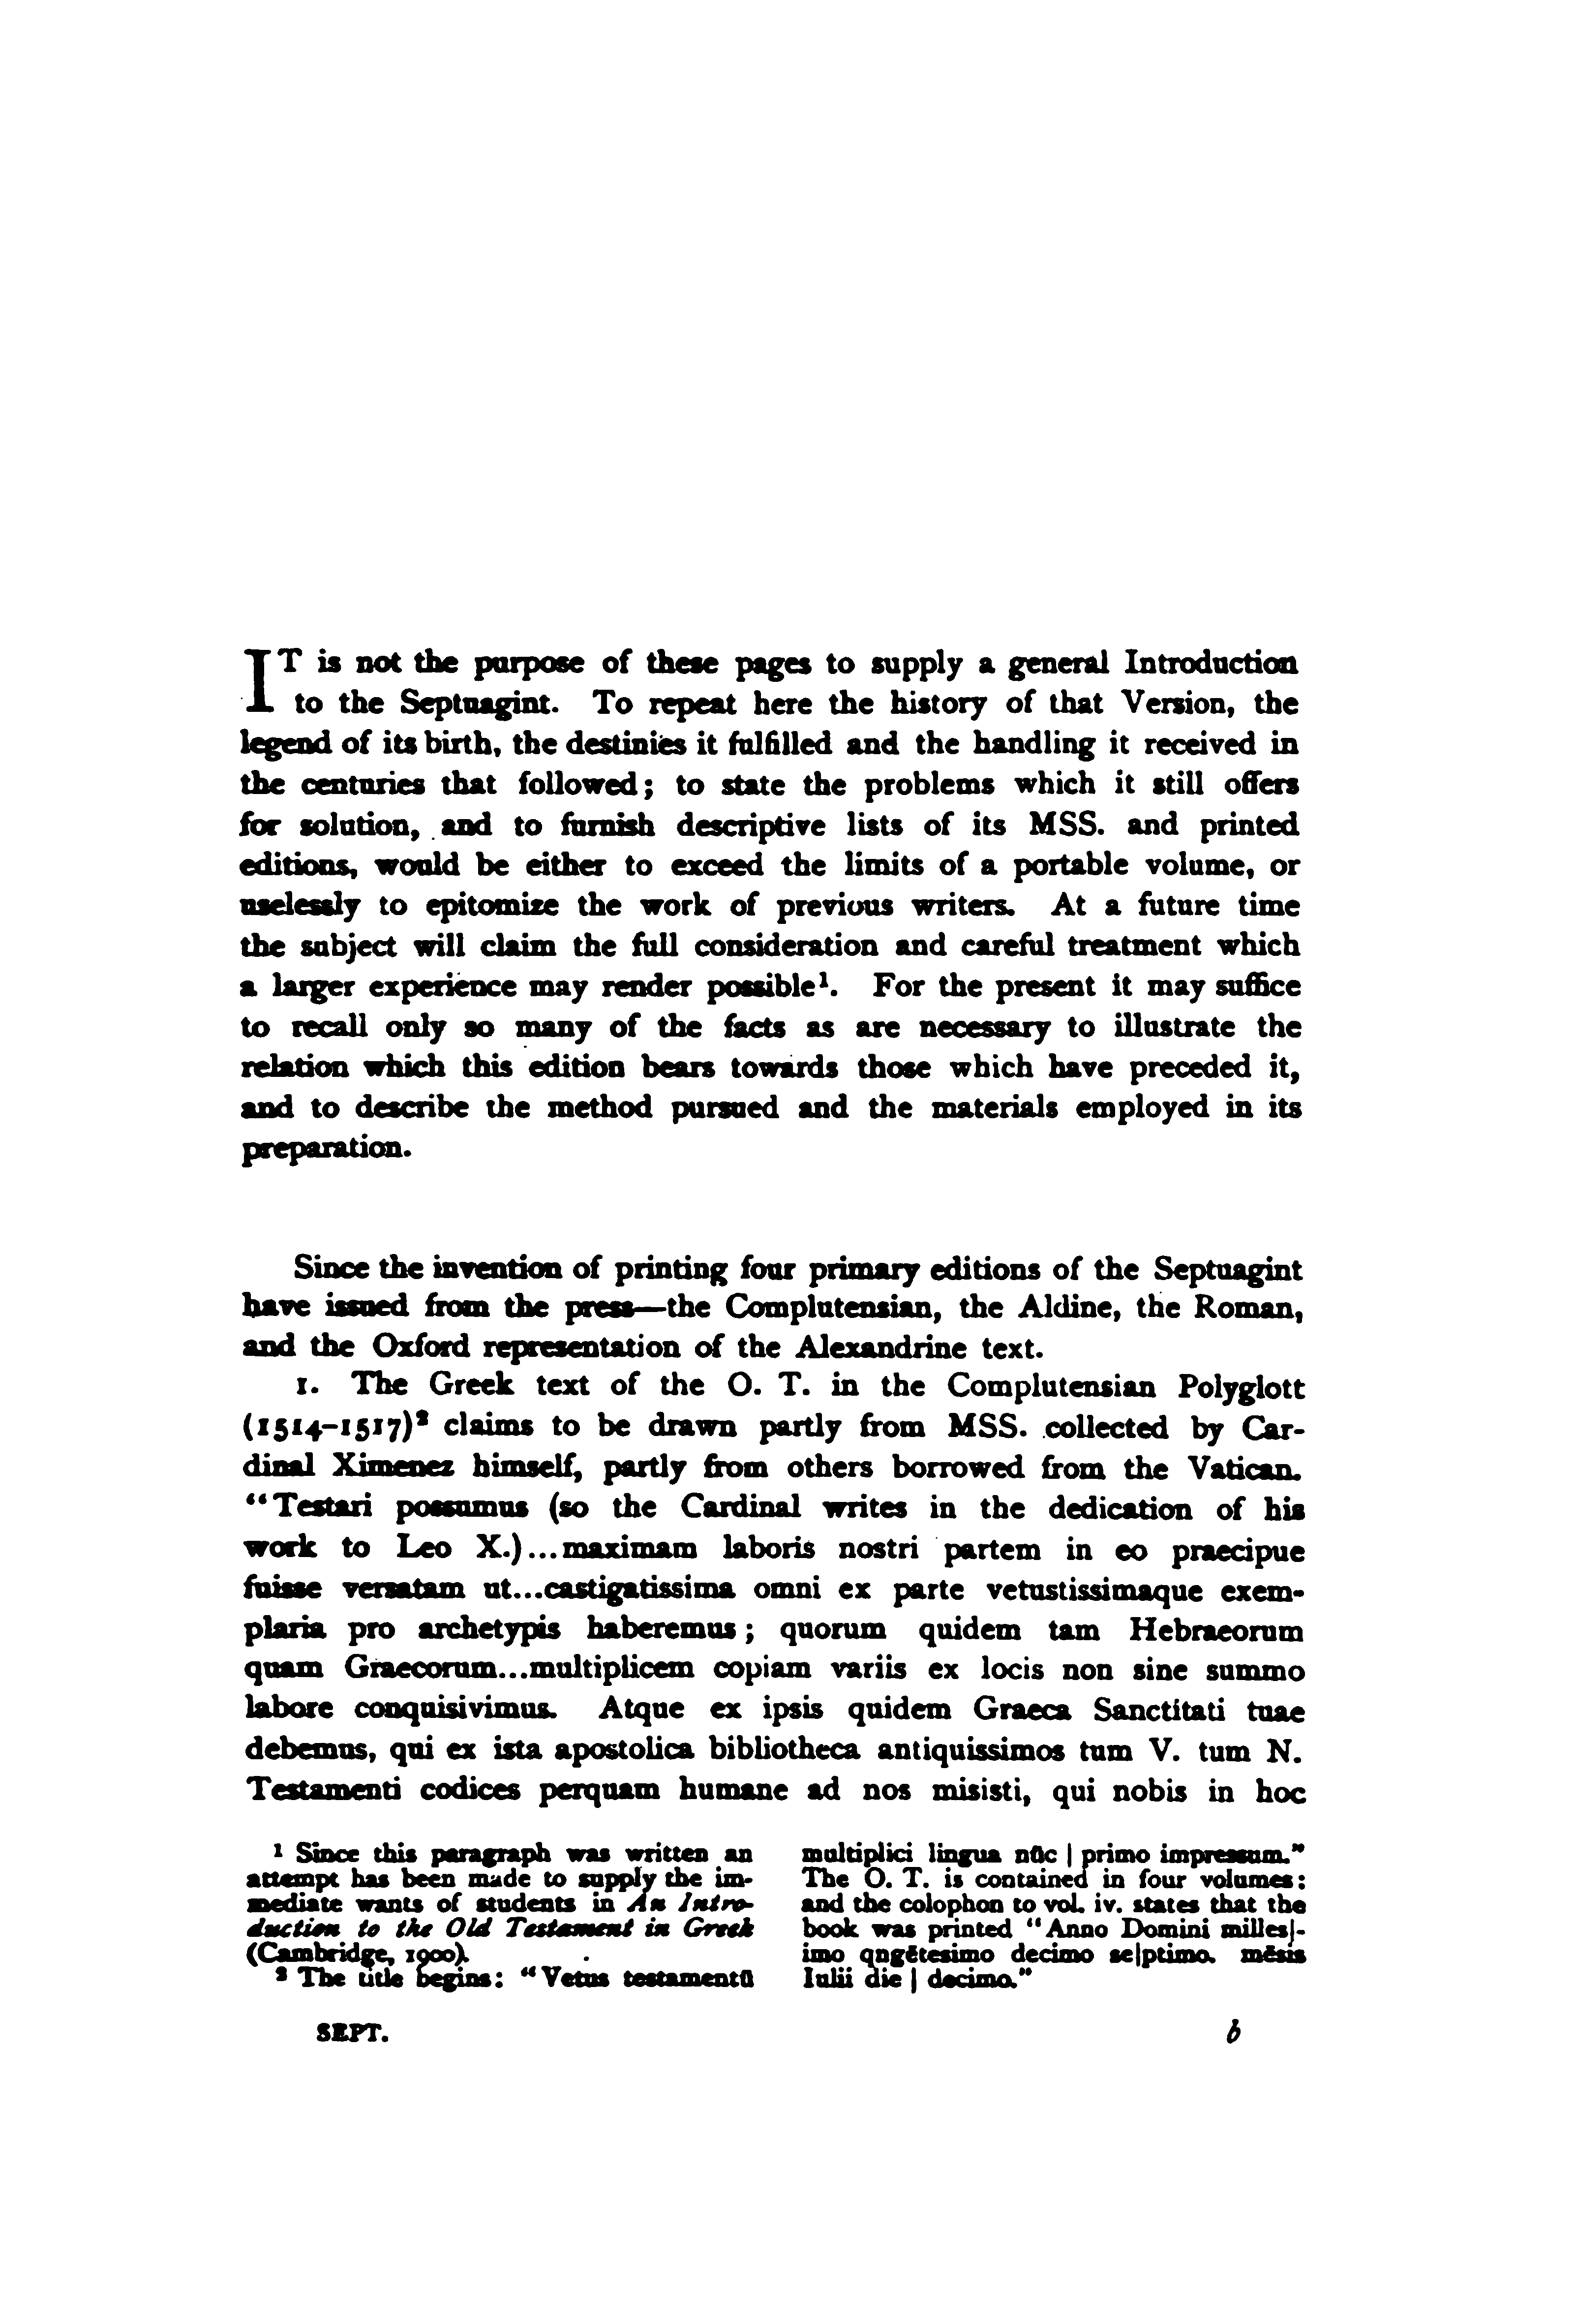 IT is not the purpose of these pages to supply a general Introduction
to the Septuagint. To repeat here the history of that Version, the
legend of its birth, the destinies it fulfilled and the handling it received in
the centuries that followed; to state the problems which it still offers
for solution, and to furnish descriptive lists of its MSS. and printed
editions, would be either to exceed the limits of a portable volume, or
uselessly to epitomize the work of previous writers. At a future time
the subject will claim the full consideration and careful treatment which
a larger experience may render possible¹. For the present it may suffice
to recall only so many of the facts as are necessary to illustrate the
relation which this edition bears towards those which have preceded it,
and to describe the method pursued and the materials employed in its
preparation.
Since the invention of printing four primary editions of the Septuagint
have issued from the press—the Complutensian, the Aldine, the Roman,
and the Oxford representation of the Alexandrine text.
1. The Greek text of the O. T. in the Complutensian Polyglott
(1514–1517)² claims to be drawn partly from MSS. collected by Car-
dinal Ximenez himself, partly from others borrowed from the Vatican.
“Testari possumus (so the Cardinal writes in the dedication of his
work to Leo X.)...maximam laboris nostri partem in eo praecipue
fuisse versatam ut...castigatissima omni ex parte vetustissimaque exem-
plaria pro archetypis haberemus; quorum quidem tam Hebraeorum
quam Graecorum...multiplicem copiam variis ex locis non sine summo
labore conquisivimus. Atque ex ipsis quidem Graeca Sanctitati tuae
debemus, qui ex ista apostolica bibliotheca antiquissimos tum V. tum N.
Testamenti codices perquam humane ad nos misisti, qui nobis in hoc
¹ Since this paragraph was written an
attempt has been made to supply the im-
mediate wants of students in An Intro-
duction to the Old Testament in Greek
(Cambridge, 1900).
² The title begins: “Vetus testamentū
multiplici lingua nūc | primo impressum.”
The O. T. is contained in four volumes:
and the colophon to vol. iv. states that the
book was printed “Anno Domini milles|-
imo qngētesimo decimo se|ptimo. mēsis
Iulii die | decimo.”
SEPT. b